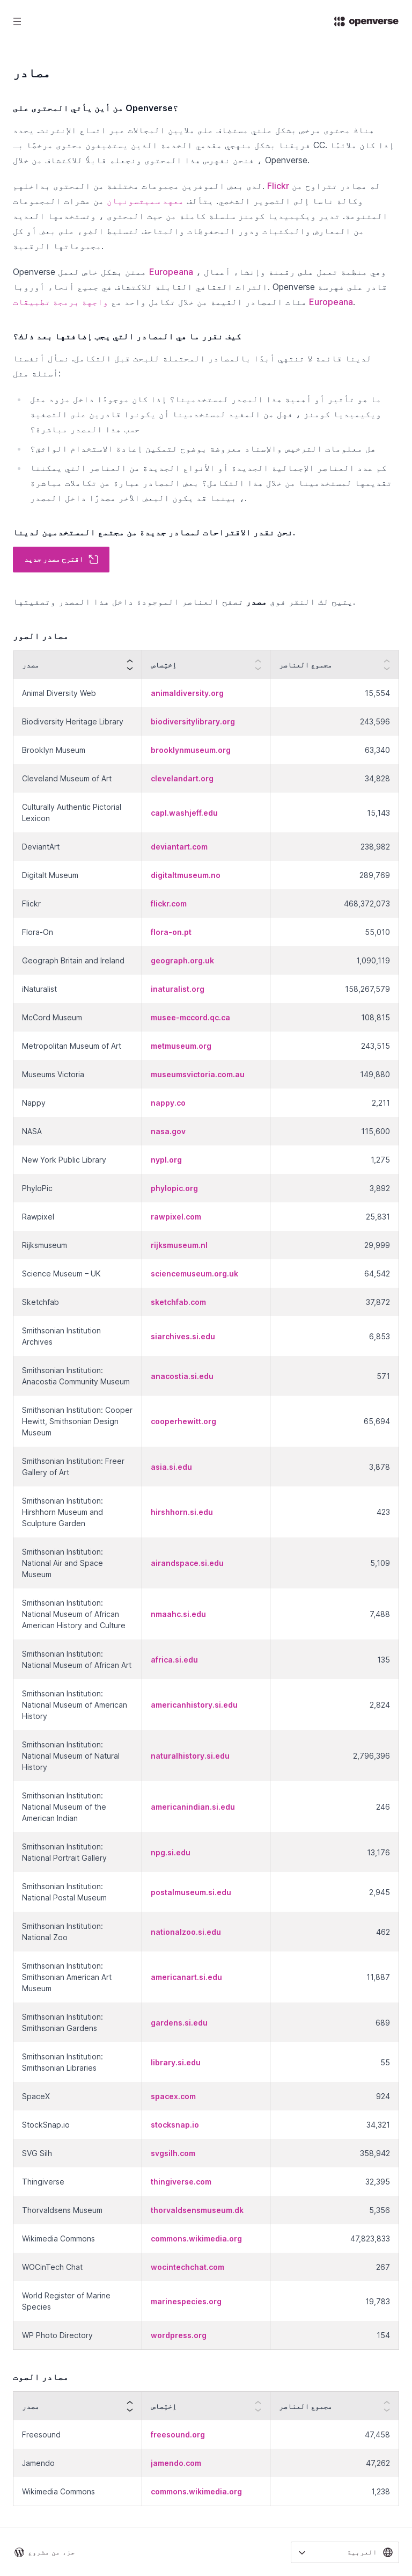 openverse
مصادر
من أين يأتي المحتوى على Openverse؟
هناك محتوى مرخص بشكل علني مستضاف على ملايين المجالات عبر اتساع الإنترنت. يحدد
فريقنا بشكل منهجي مقدمي الخدمة الذين يستضيفون محتوى مرخصًا بـ CC. إذا كان ملائمًا
، فنحن نفهرس هذا المحتوى ونجعله قابلاً للاكتشاف من خلال Openverse.
لدى بعض الموفرين مجموعات مختلفة من المحتوى بداخلهم. Flickr له مصادر تتراوح من
وكالة ناسا إلى التصوير الشخصي. يتألف معهد سميثسونيان من عشرات المجموعات
المتنوعة. تدير ويكيميديا كومنز سلسلة كاملة من حيث المحتوى ، وتستخدمها العديد
من المعارض والمكتبات ودور المحفوظات والمتاحف لتسليط الضوء على بعض أو كل
مجموعاتها الرقمية.
Openverse ممتن بشكل خاص لعمل Europeana ، وهي منظمة تعمل على رقمنة وإنشاء أعمال
التراث الثقافي القابلة للاكتشاف في جميع أنحاء أوروبا. Openverse قادر على فهرسة
مئات المصادر القيمة من خلال تكامل واحد مع واجهة برمجة تطبيقات Europeana.
كيف نقرر ما هي المصادر التي يجب إضافتها بعد ذلك؟
لدينا قائمة لا تنتهي أبدًا بالمصادر المحتملة للبحث قبل التكامل. نسأل أنفسنا
أسئلة مثل:
ما هو تأثير أو أهمية هذا المصدر لمستخدمينا؟ إذا كان موجودًا داخل مزود مثل
ويكيميديا كومنز ، فهل من المفيد لمستخدمينا أن يكونوا قادرين على التصفية
حسب هذا المصدر مباشرة؟
هل معلومات الترخيص والإسناد معروضة بوضوح لتمكين إعادة الاستخدام الواثق؟
كم عدد العناصر الإجمالية الجديدة أو الأنواع الجديدة من العناصر التي يمكننا
تقديمها لمستخدمينا من خلال هذا التكامل؟ بعض المصادر عبارة عن تكاملات مباشرة
، بينما قد يكون البعض الآخر مصدرًا داخل المصدر.
نحن نقدر الاقتراحات لمصادر جديدة من مجتمع المستخدمين لدينا.
اقترح مصدر جديد
يتيح لك النقر فوق مصدر تصفح العناصر الموجودة داخل هذا المصدر وتصفيتها.
مصادر الصور
مصدر	إختِصاص	مجموع العناصر
Animal Diversity Web	animaldiversity.org	15,554
Biodiversity Heritage Library	biodiversitylibrary.org	243,596
Brooklyn Museum	brooklynmuseum.org	63,340
Cleveland Museum of Art	clevelandart.org	34,828
Culturally Authentic Pictorial Lexicon	capl.washjeff.edu	15,143
DeviantArt	deviantart.com	238,982
Digitalt Museum	digitaltmuseum.no	289,769
Flickr	flickr.com	468,372,073
Flora-On	flora-on.pt	55,010
Geograph Britain and Ireland	geograph.org.uk	1,090,119
iNaturalist	inaturalist.org	158,267,579
McCord Museum	musee-mccord.qc.ca	108,815
Metropolitan Museum of Art	metmuseum.org	243,515
Museums Victoria	museumsvictoria.com.au	149,880
Nappy	nappy.co	2,211
NASA	nasa.gov	115,600
New York Public Library	nypl.org	1,275
PhyloPic	phylopic.org	3,892
Rawpixel	rawpixel.com	25,831
Rijksmuseum	rijksmuseum.nl	29,999
Science Museum – UK	sciencemuseum.org.uk	64,542
Sketchfab	sketchfab.com	37,872
Smithsonian Institution Archives	siarchives.si.edu	6,853
Smithsonian Institution: Anacostia Community Museum	anacostia.si.edu	571
Smithsonian Institution: Cooper Hewitt, Smithsonian Design Museum	cooperhewitt.org	65,694
Smithsonian Institution: Freer Gallery of Art	asia.si.edu	3,878
Smithsonian Institution: Hirshhorn Museum and Sculpture Garden	hirshhorn.si.edu	423
Smithsonian Institution: National Air and Space Museum	airandspace.si.edu	5,109
Smithsonian Institution: National Museum of African American History and Culture	nmaahc.si.edu	7,488
Smithsonian Institution: National Museum of African Art	africa.si.edu	135
Smithsonian Institution: National Museum of American History	americanhistory.si.edu	2,824
Smithsonian Institution: National Museum of Natural History	naturalhistory.si.edu	2,796,396
Smithsonian Institution: National Museum of the American Indian	americanindian.si.edu	246
Smithsonian Institution: National Portrait Gallery	npg.si.edu	13,176
Smithsonian Institution: National Postal Museum	postalmuseum.si.edu	2,945
Smithsonian Institution: National Zoo	nationalzoo.si.edu	462
Smithsonian Institution: Smithsonian American Art Museum	americanart.si.edu	11,887
Smithsonian Institution: Smithsonian Gardens	gardens.si.edu	689
Smithsonian Institution: Smithsonian Libraries	library.si.edu	55
SpaceX	spacex.com	924
StockSnap.io	stocksnap.io	34,321
SVG Silh	svgsilh.com	358,942
Thingiverse	thingiverse.com	32,395
Thorvaldsens Museum	thorvaldsensmuseum.dk	5,356
Wikimedia Commons	commons.wikimedia.org	47,823,833
WOCinTech Chat	wocintechchat.com	267
World Register of Marine Species	marinespecies.org	19,783
WP Photo Directory	wordpress.org	154
مصادر الصوت
مصدر	إختِصاص	مجموع العناصر
Freesound	freesound.org	47,458
Jamendo	jamendo.com	47,262
Wikimedia Commons	commons.wikimedia.org	1,238
جزء من مشروع
العربية